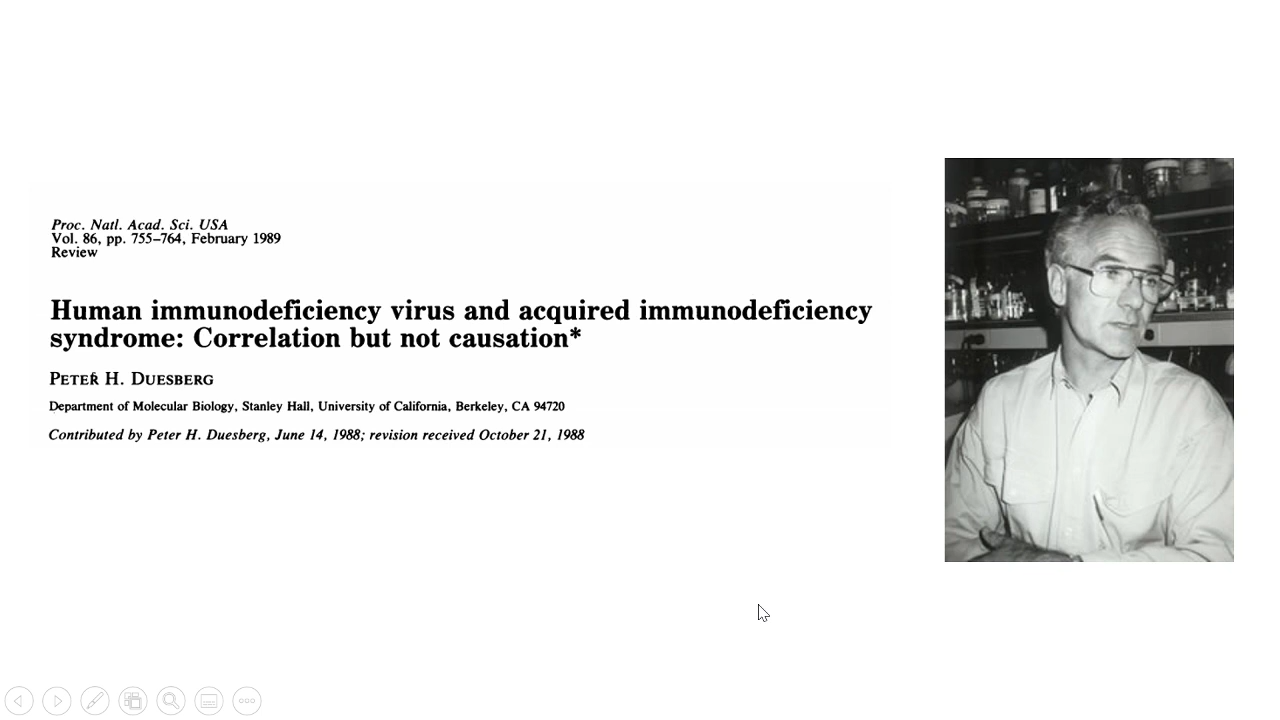 Proc. Natl. Acad. Sci. USA
Vol. 86, pp. 755–764, February 1989
Review
Human immunodeficiency virus and acquired immunodeficiency
syndrome: Correlation but not causation*
PETER H. DUESBERG
Department of Molecular Biology, Stanley Hall, University of California, Berkeley, CA 94720
Contributed by Peter H. Duesberg, June 14, 1988; revision received October 21, 1988